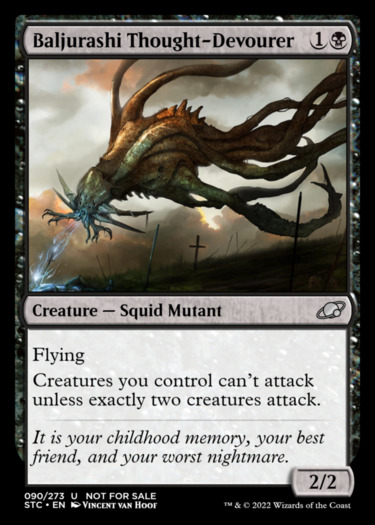 Baljurashi Thought-Devourer 1
Creature — Squid Mutant
Flying
Creatures you control can't attack
unless exactly two creatures attack.
It is your childhood memory, your best
friend, and your worst nightmare.
2/2
090/273 U NOT FOR SALE
STC • EN Vincent van Hoof
™ & © 2022 Wizards of the Coast